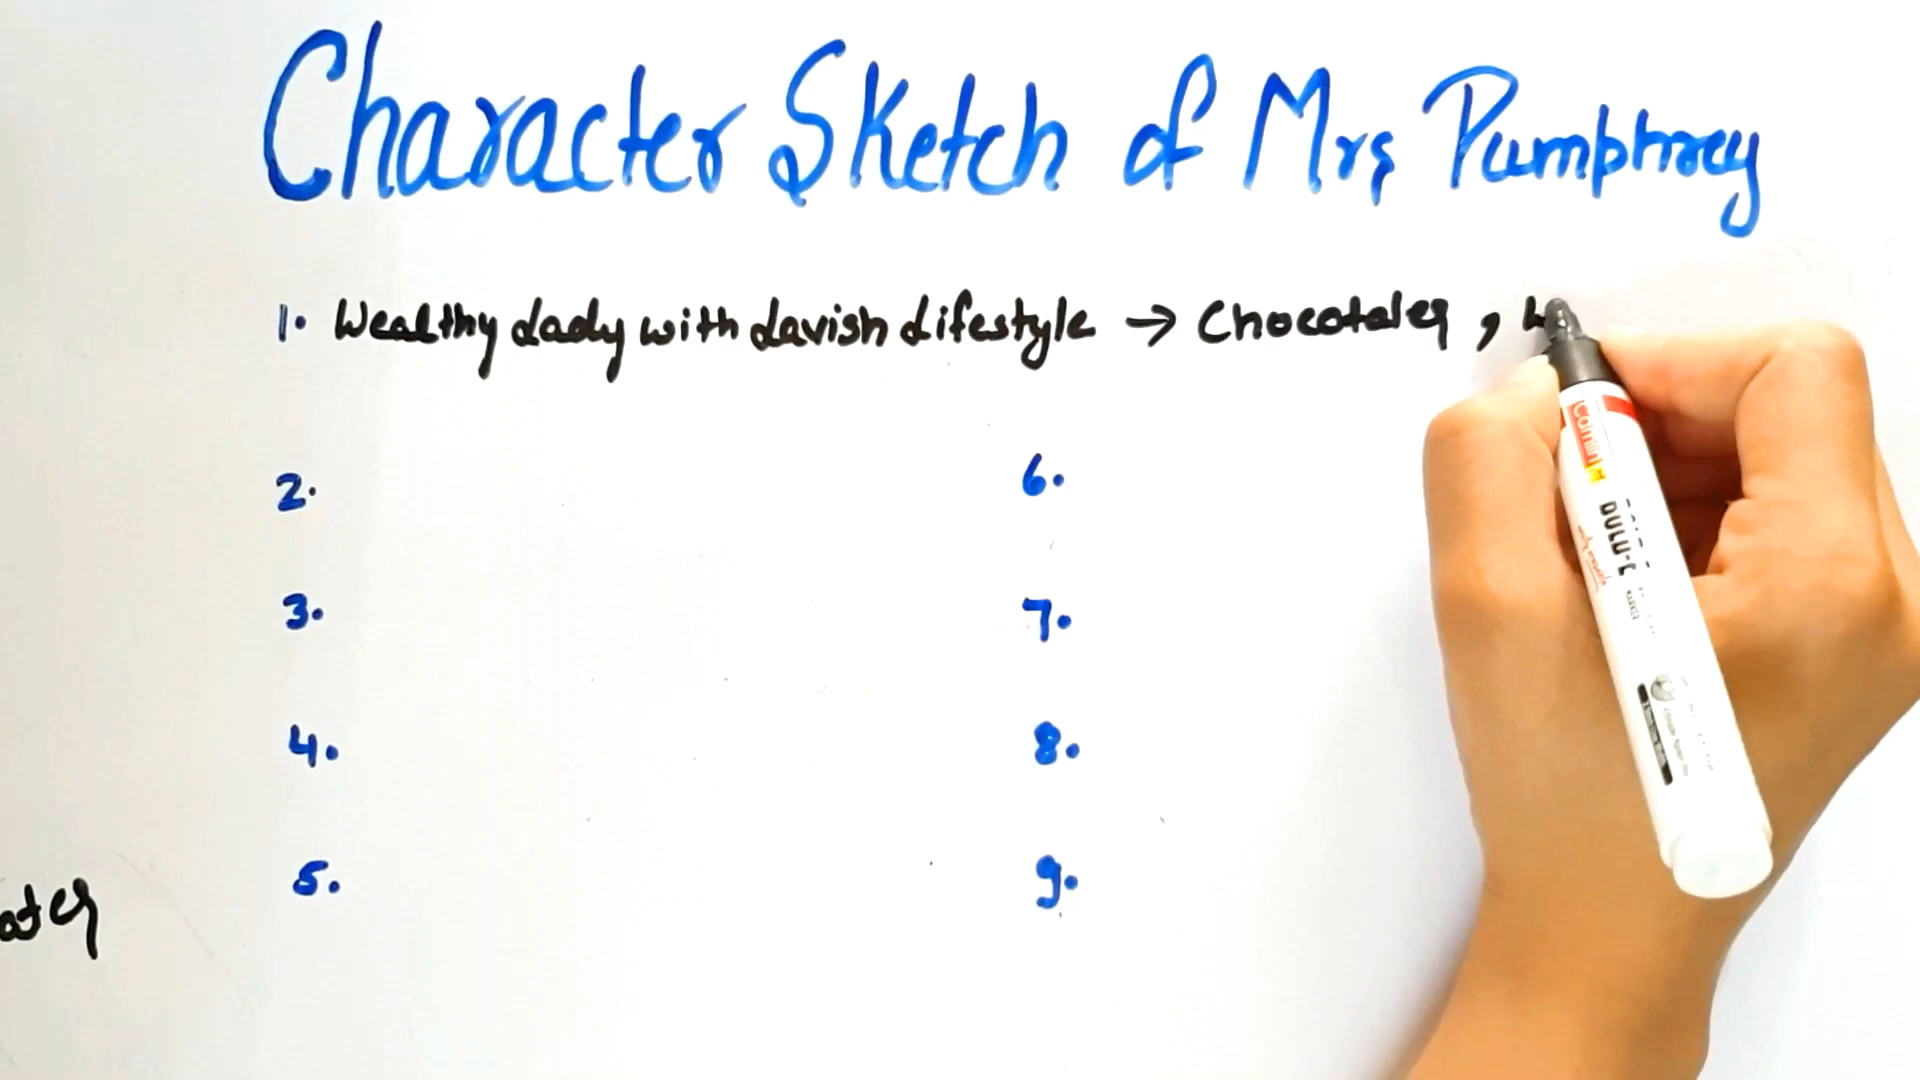 Character Sketch of Mrs Pumphrey
1. Wealthy Lady with Lavish Lifestyle → Chocolates ,
2.
6.
3.
7.
4.
8.
5.
9.
Camlin